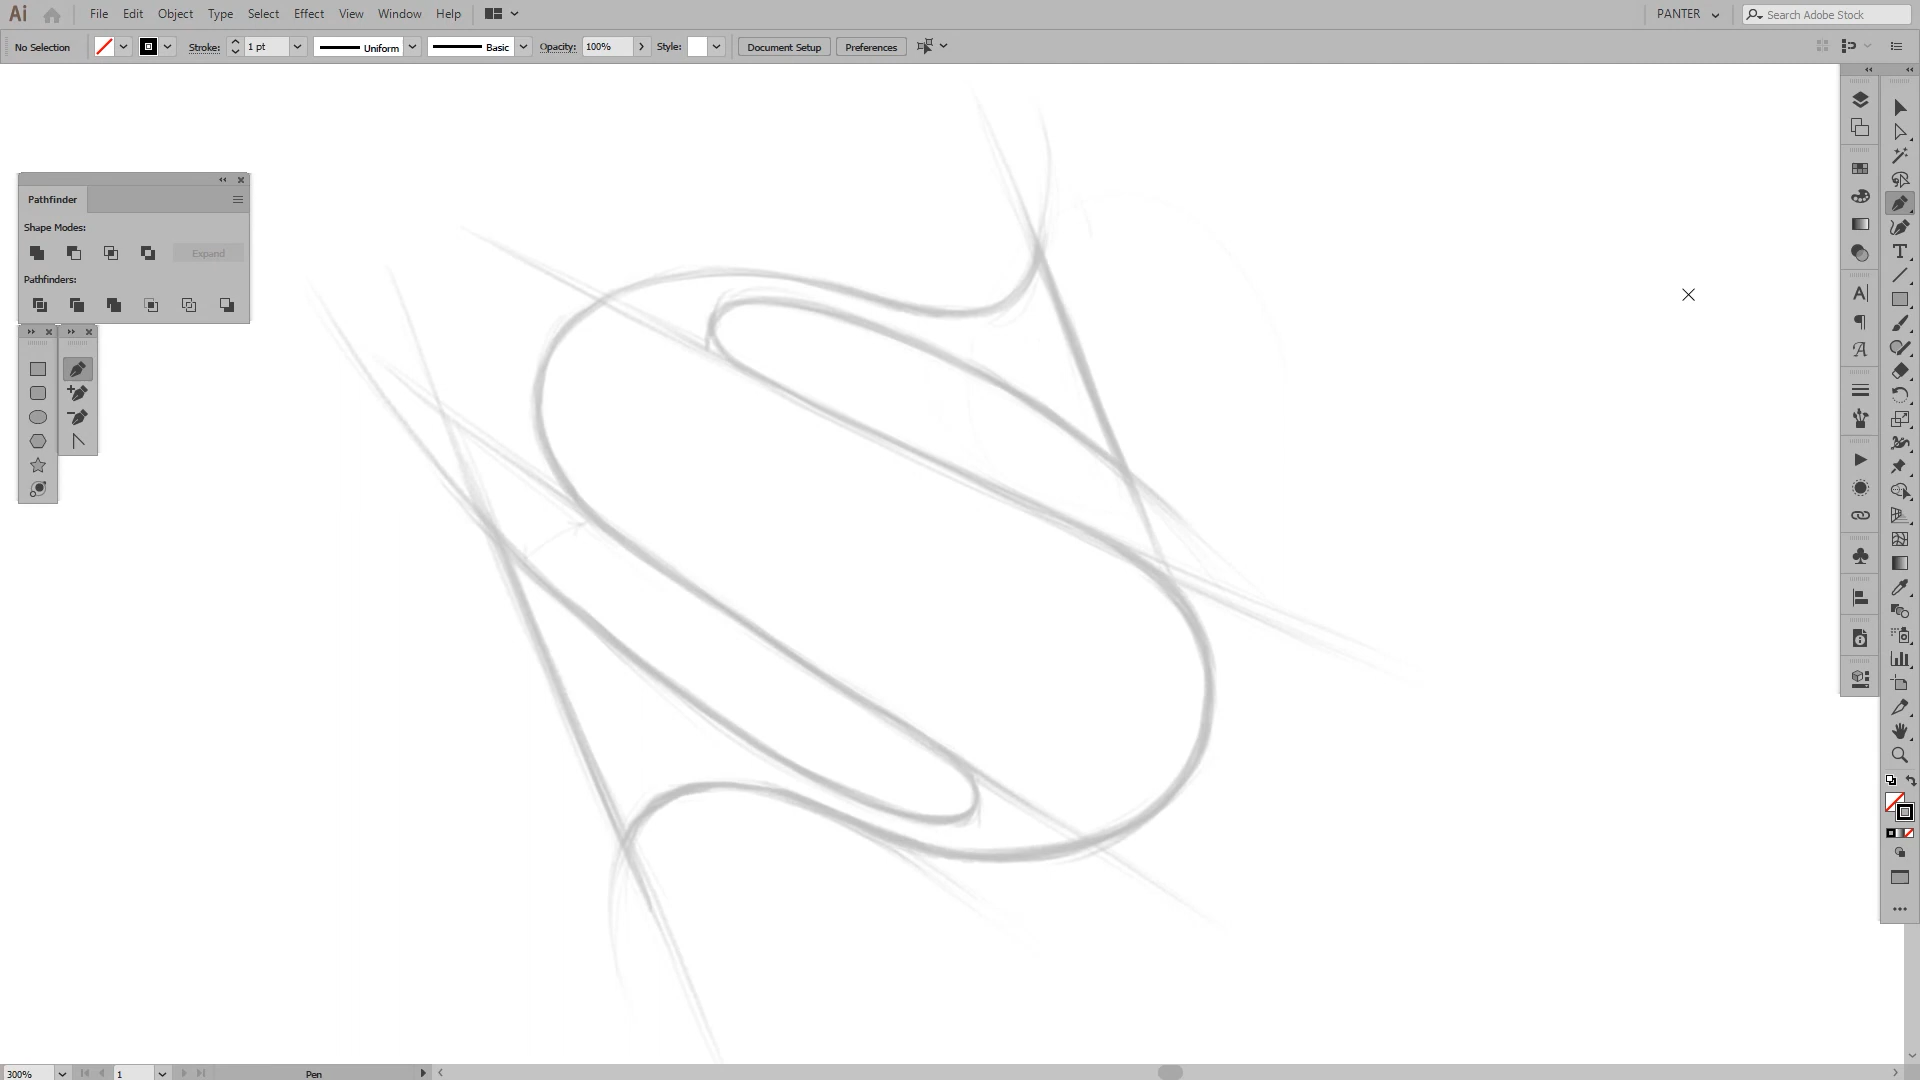 Ai File Edit Object Type Select Effect View Window Help PANTER Search Adobe Stock
No Selection Stroke: 1 pt Uniform Basic Opacity: 100% Style: Document Setup Preferences
Pathfinder
Shape Modes:
Expand
Pathfinders:
300% 1 Pen